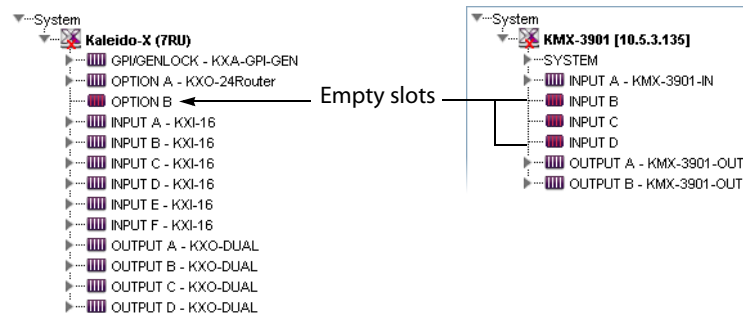 System
Kaleido-X (7RU)
GPI/GENLOCK - KXA-GPI-GEN
OPTION A - KXO-24Router
OPTION B
INPUT A - KXI-16
INPUT B - KXI-16
INPUT C - KXI-16
INPUT D - KXI-16
INPUT E - KXI-16
INPUT F - KXI-16
OUTPUT A - KXO-DUAL
OUTPUT B - KXO-DUAL
OUTPUT C - KXO-DUAL
OUTPUT D - KXO-DUAL
Empty slots
System
KMX-3901 [10.5.3.135]
SYSTEM
INPUT A - KMX-3901-IN
INPUT B
INPUT C
INPUT D
OUTPUT A - KMX-3901-OUT
OUTPUT B - KMX-3901-OUT